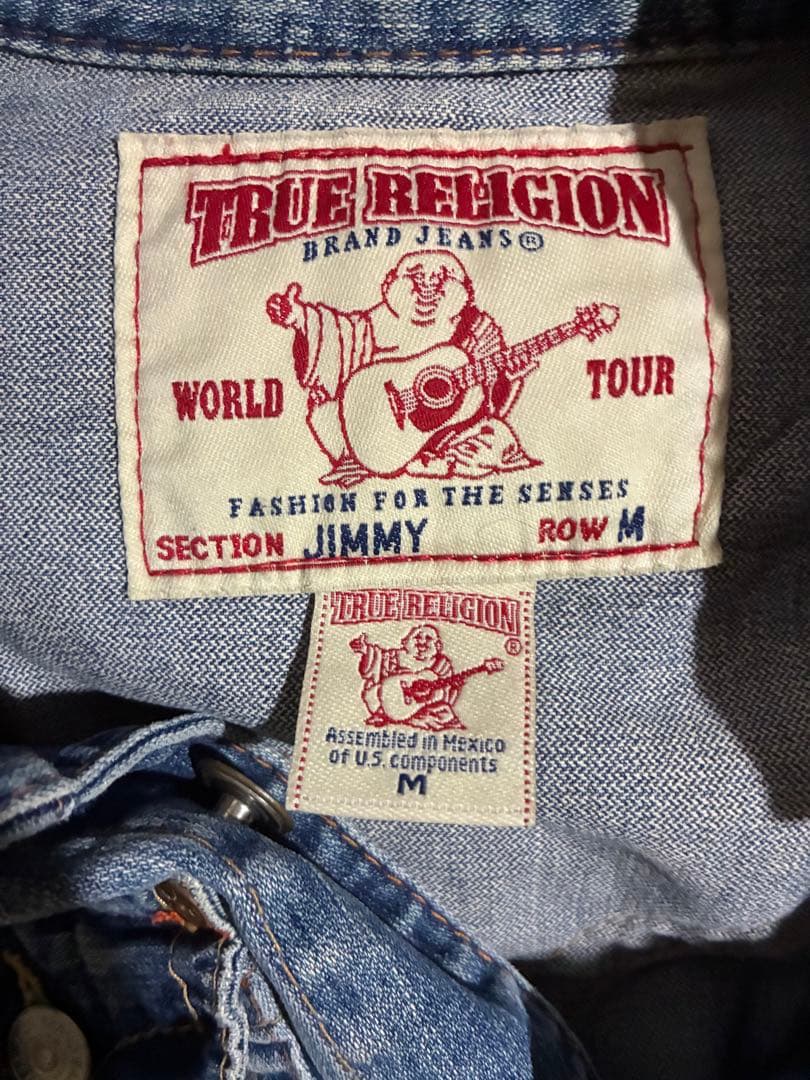 TRUE RELIGION
BRAND JEANS®
WORLD TOUR
FASHION FOR THE SENSES
SECTION JIMMY ROW M
TRUE RELIGION
®
Assembled in Mexico
of U.S. components
M